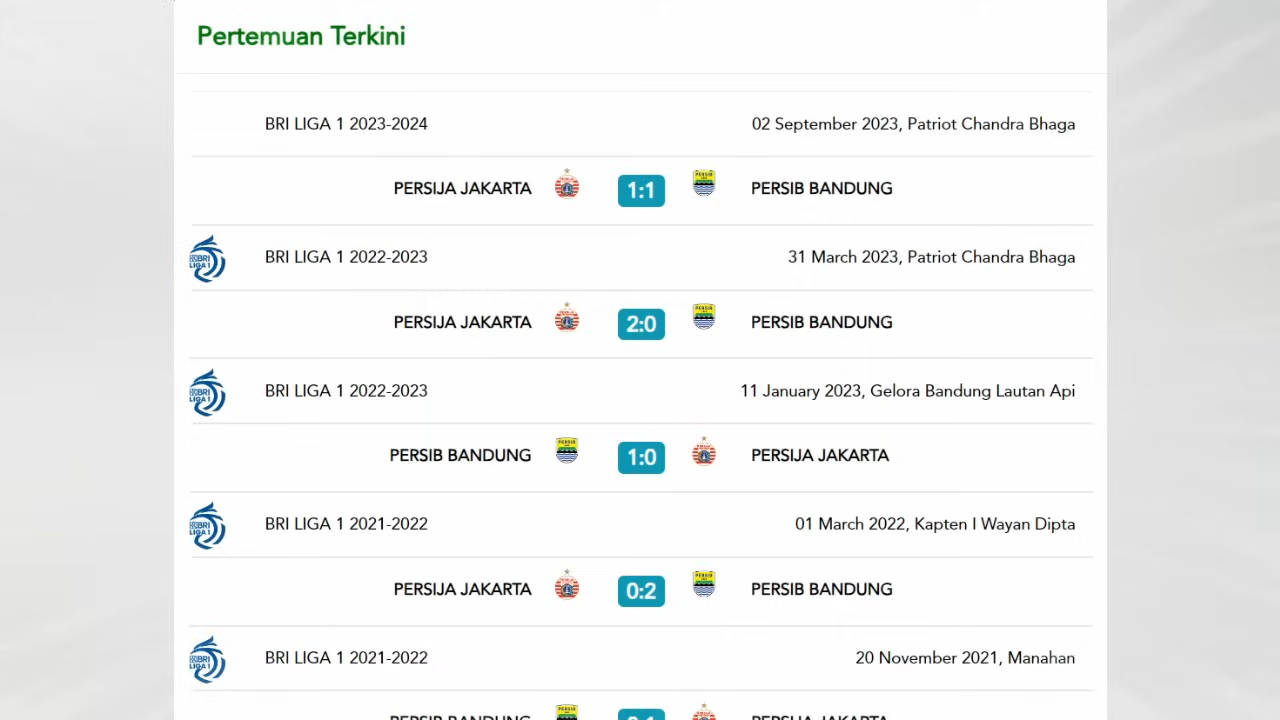 Pertemuan Terkini
BRI LIGA 1 2023-2024 02 September 2023, Patriot Chandra Bhaga
PERSIJA JAKARTA 1:1 PERSIB BANDUNG
BRI LIGA 1 2022-2023 31 March 2023, Patriot Chandra Bhaga
PERSIJA JAKARTA 2:0 PERSIB BANDUNG
BRI LIGA 1 2022-2023 11 January 2023, Gelora Bandung Lautan Api
PERSIB BANDUNG 1:0 PERSIJA JAKARTA
BRI LIGA 1 2021-2022 01 March 2022, Kapten I Wayan Dipta
PERSIJA JAKARTA 0:2 PERSIB BANDUNG
BRI LIGA 1 2021-2022 20 November 2021, Manahan
PERSIB BANDUNG PERSIJA JAKARTA